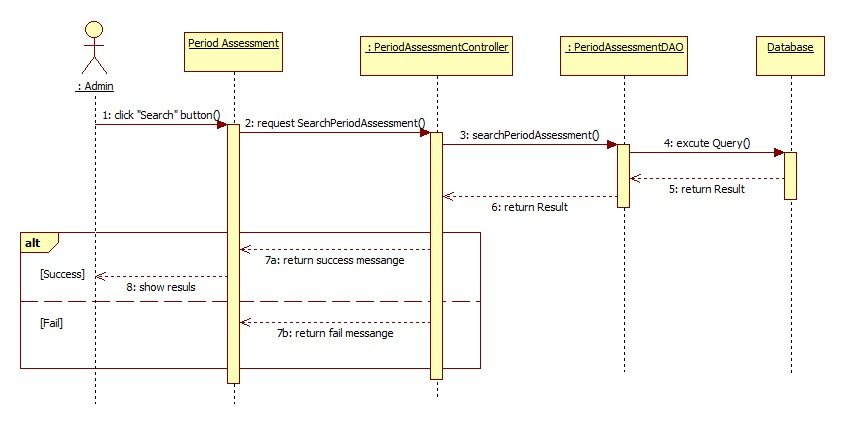 Period Assessment
: PeriodAssessmentController
: PeriodAssessmentDAO
Database
: Admin
1: click "Search" button()
2: request SearchPeriodAssessment()
3: searchPeriodAssessment()
4: excute Query()
5: return Result
6: return Result
alt
7a: return success messange
[Success]
8: show resuls
[Fail]
7b: return fail messange